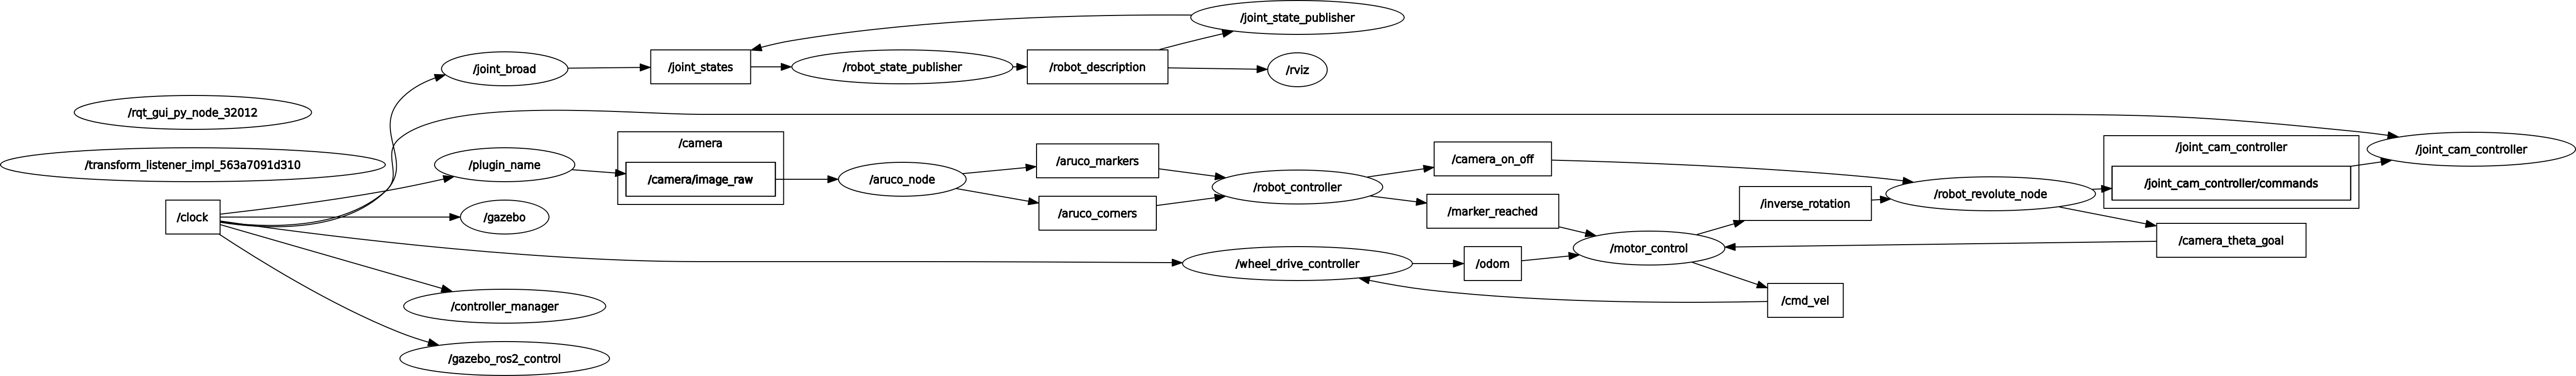 /joint_state_publisher
/joint_broad
/joint_states
/robot_state_publisher
/robot_description
/rviz
/rqt_gui_py_node_32012
/transform_listener_impl_563a7091d310
/clock
/plugin_name
/camera
/camera/image_raw
/aruco_node
/aruco_markers
/aruco_corners
/robot_controller
/camera_on_off
/marker_reached
/inverse_rotation
/robot_revolute_node
/joint_cam_controller
/joint_cam_controller/commands
/joint_cam_controller
/gazebo
/wheel_drive_controller
/odom
/motor_control
/camera_theta_goal
/cmd_vel
/controller_manager
/gazebo_ros2_control